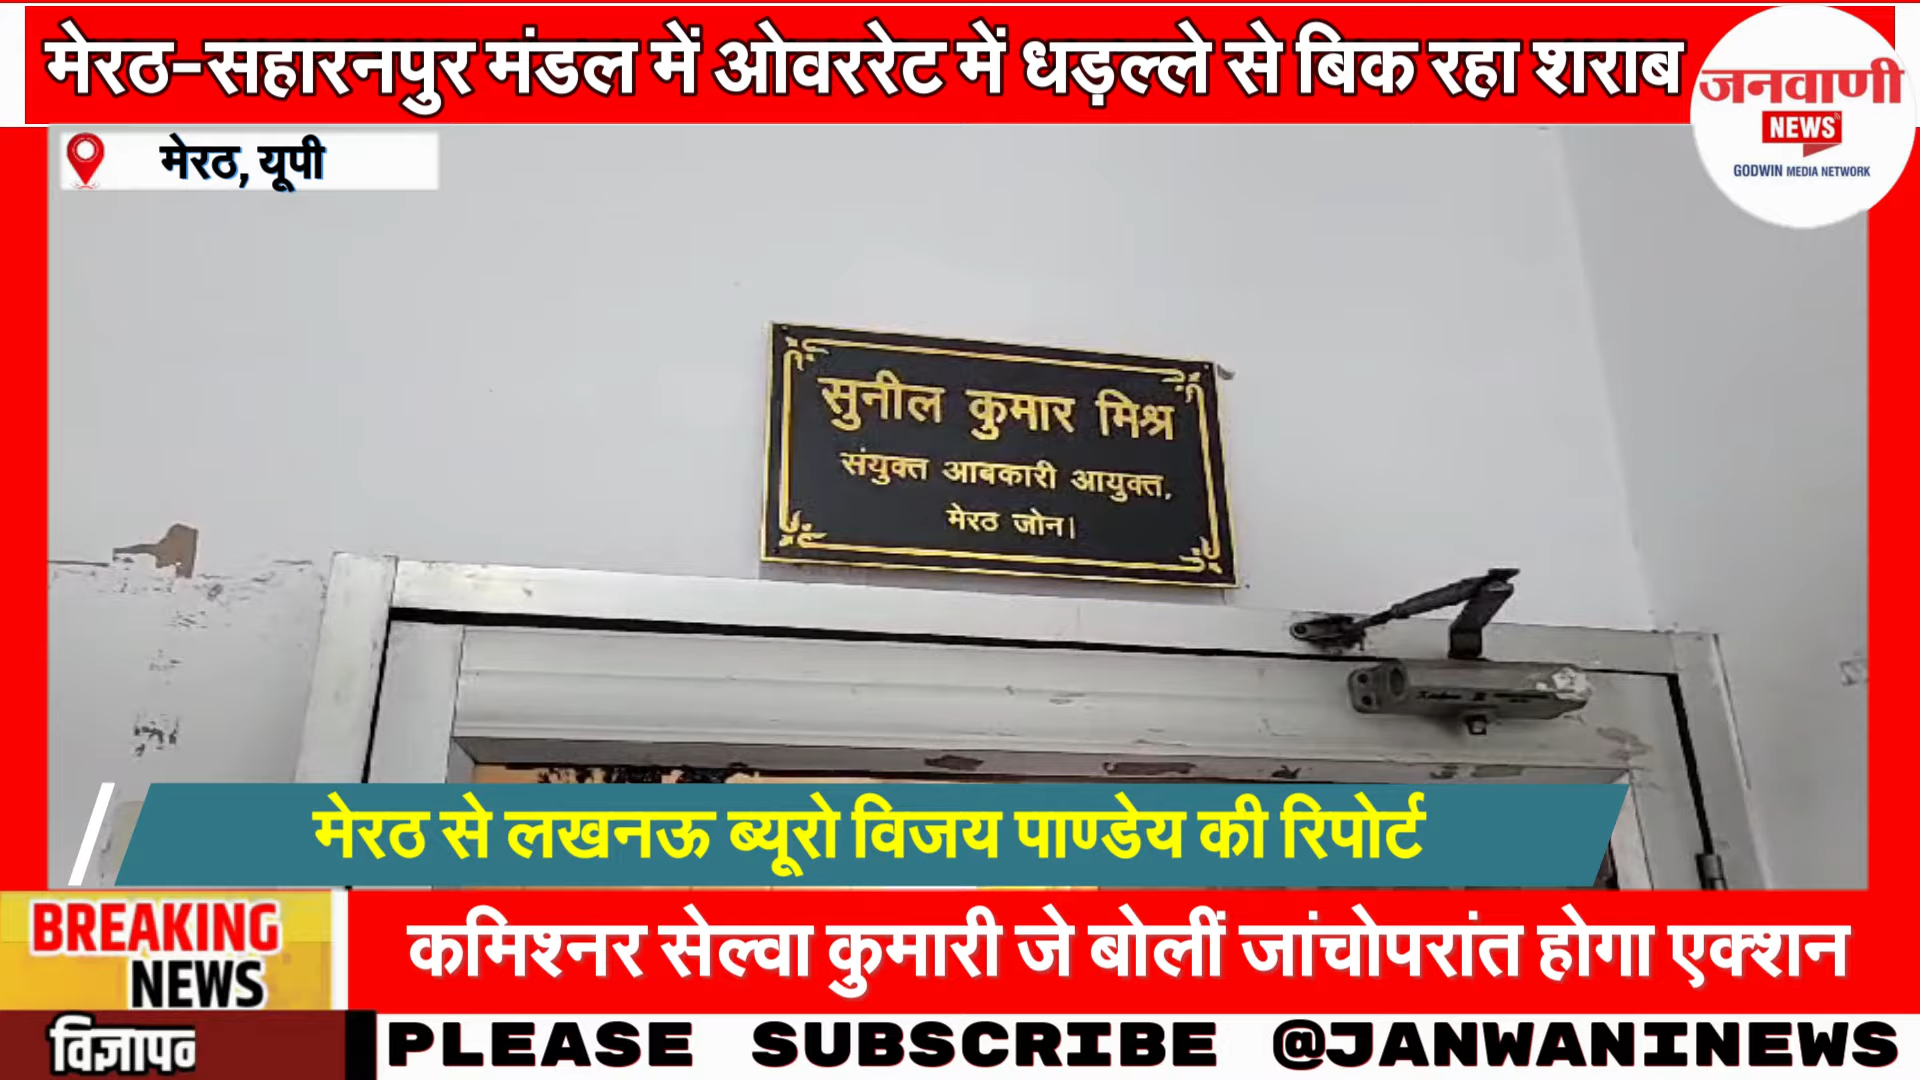 मेरठ-सहारनपुर मंडल में ओवररेट में धड़ल्ले से बिक रहा शराब
जनवाणी
NEWS
GODWIN MEDIA NETWORK
मेरठ, यूपी
सुनील कुमार मिश्र
संयुक्त आबकारी आयुक्त,
मेरठ जोन।
मेरठ से लखनऊ ब्यूरो विजय पाण्डेय की रिपोर्ट
BREAKING
NEWS
कमिश्नर सेल्वा कुमारी जे बोलीं जांचोपरांत होगा एक्शन
PLEASE SUBSCRIBE @JANWANINEWS